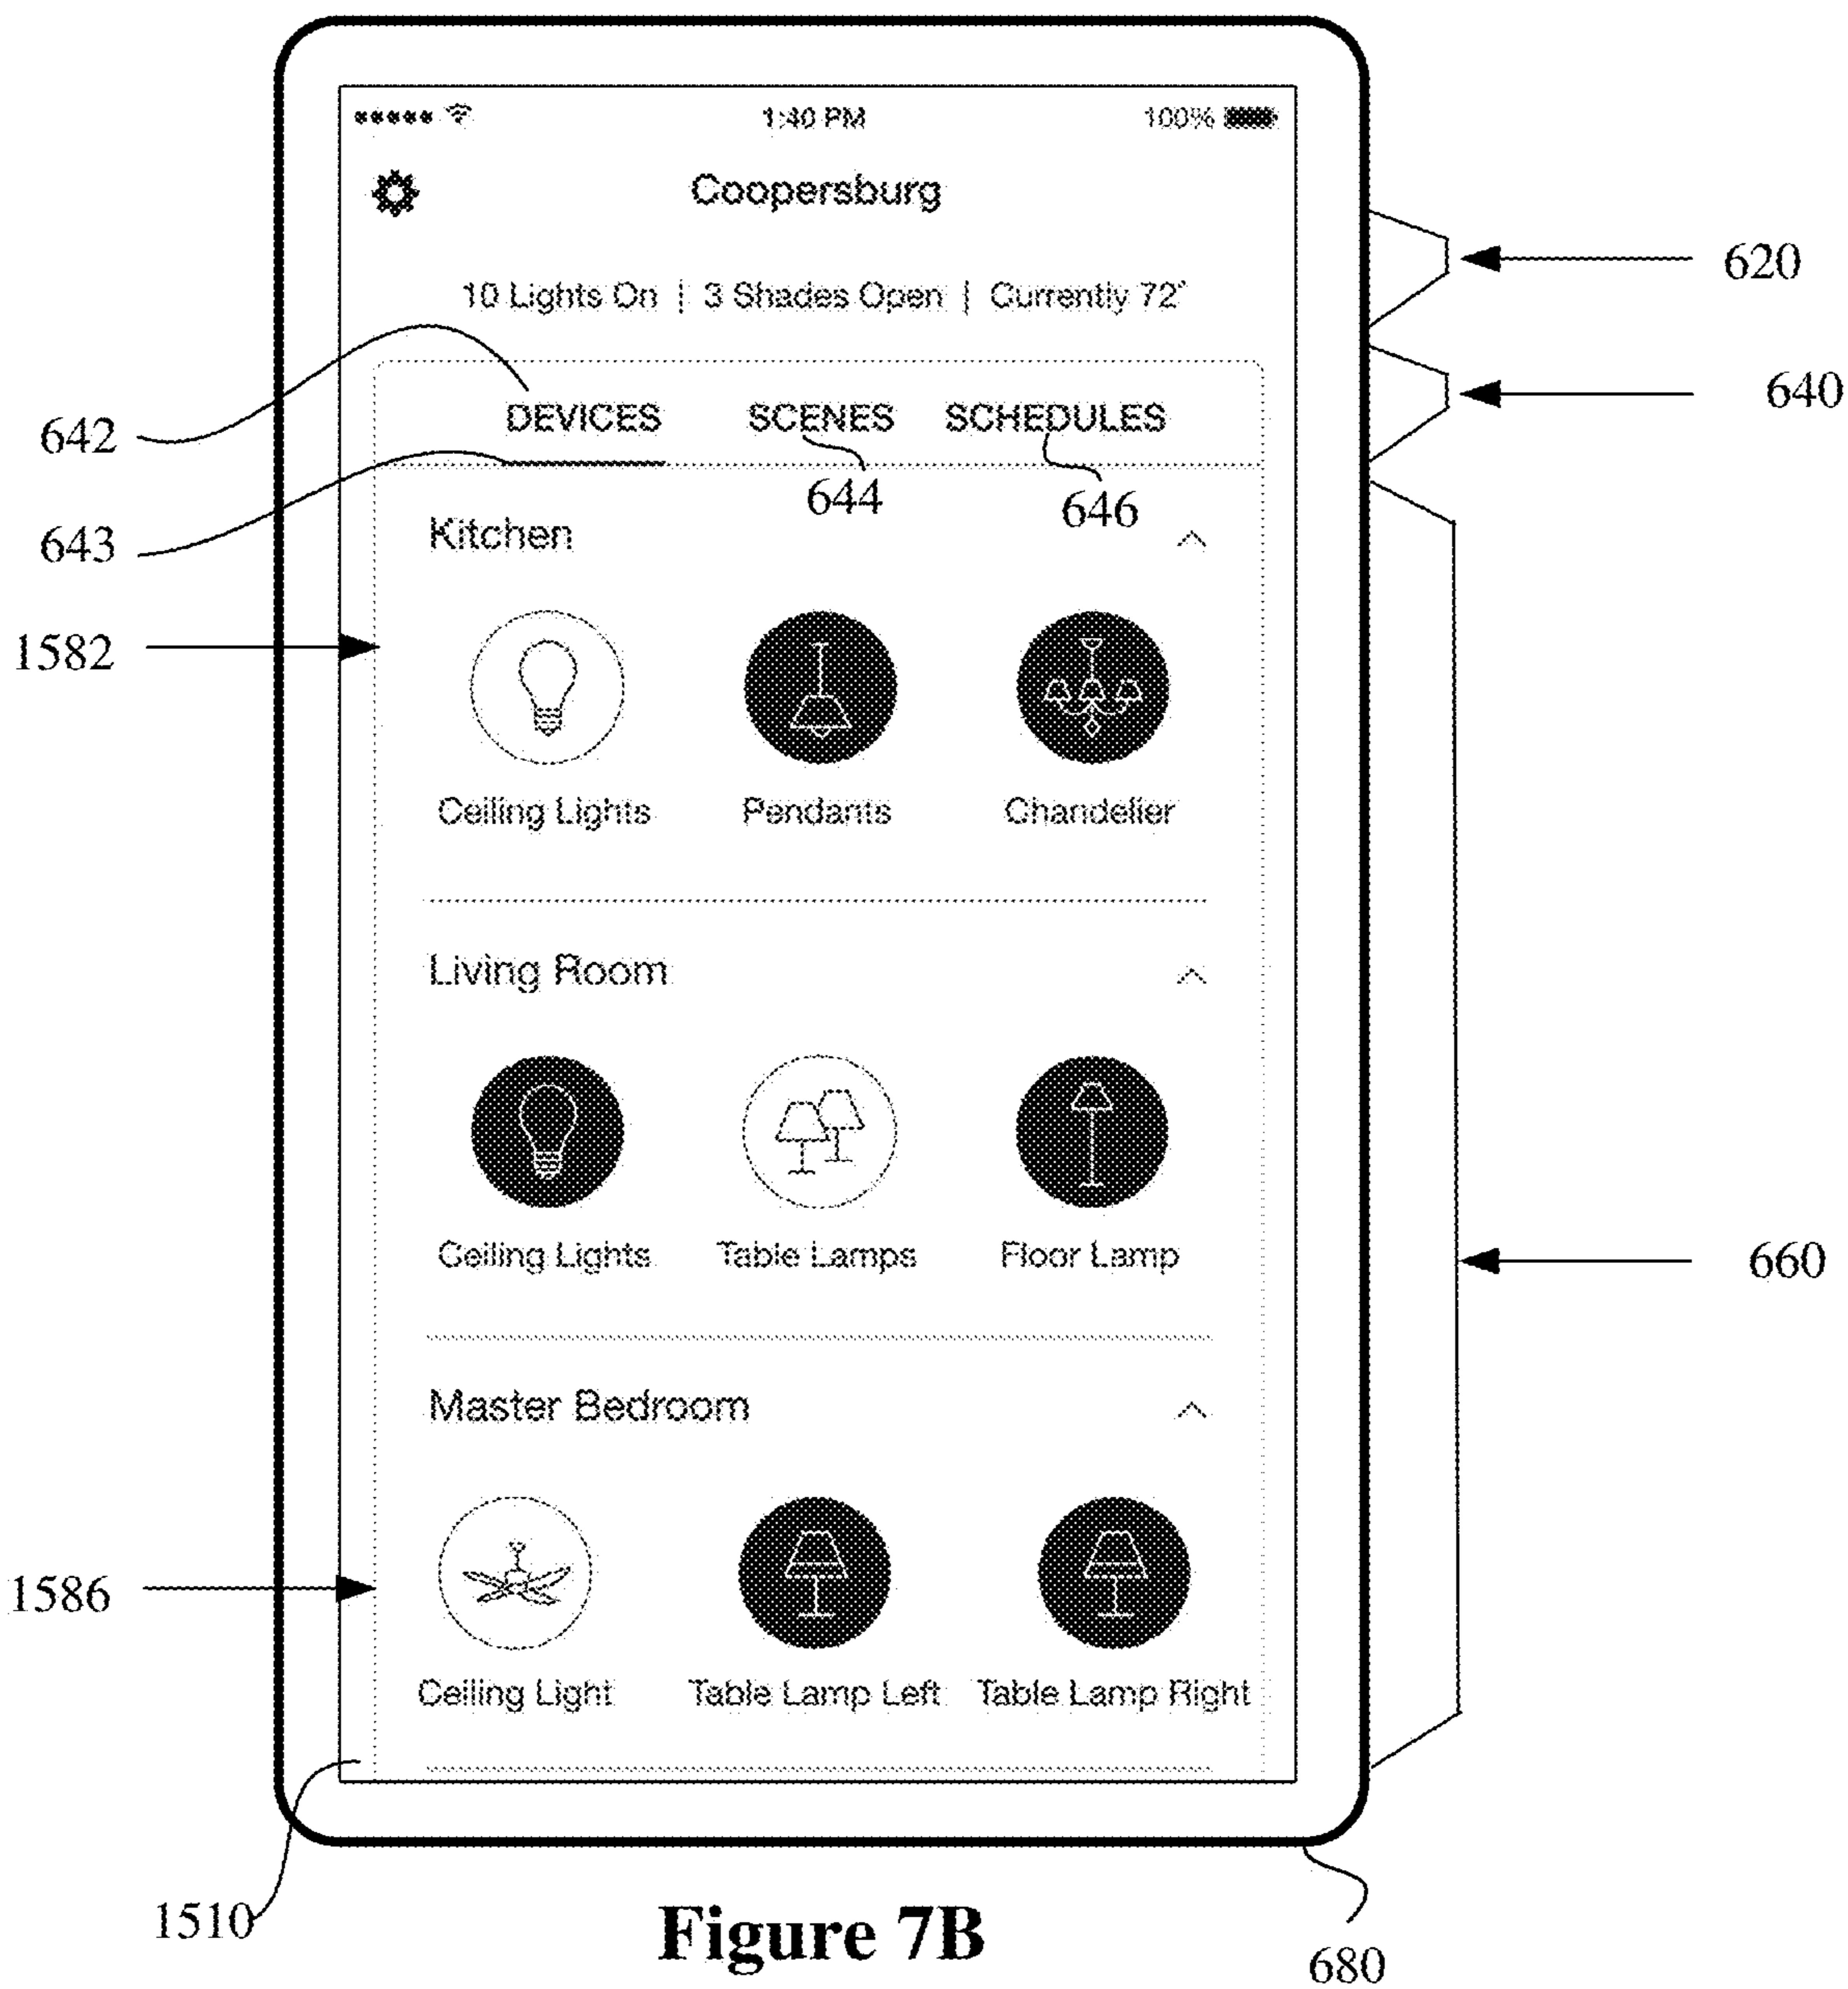 1:40 PM 100%
Coopersburg
620
10 Lights On | 3 Shades Open | Currently 72°
640
642 DEVICES SCENES SCHEDULES
644 646
643 Kitchen
1582
Ceiling Lights Pendants Chandelier
Living Room
Ceiling Lights Table Lamps Floor Lamp
660
Master Bedroom
1586
Ceiling Light Table Lamp Left Table Lamp Right
1510
Figure 7B
680